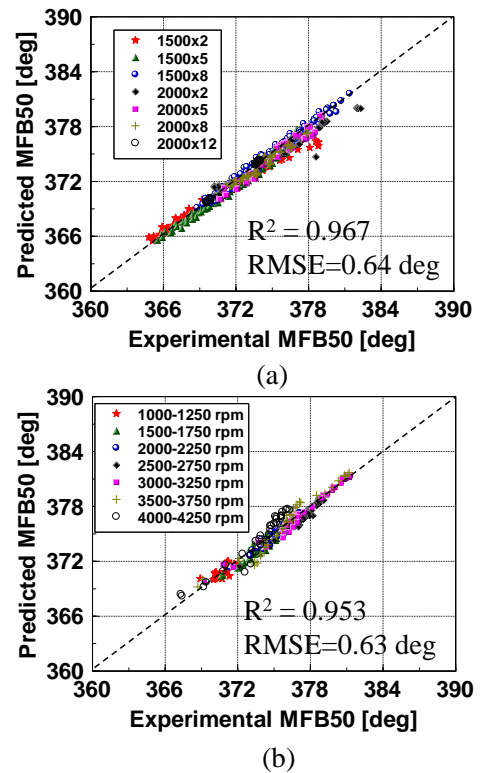 390
384
378
372
366
360
Predicted MFB50 [deg]
1500x2
1500x5
1500x8
2000x2
2000x5
2000x8
2000x12
R² = 0.967
RMSE=0.64 deg
360 366 372 378 384 390
Experimental MFB50 [deg]
(a)
390
384
378
372
366
360
Predicted MFB50 [deg]
1000-1250 rpm
1500-1750 rpm
2000-2250 rpm
2500-2750 rpm
3000-3250 rpm
3500-3750 rpm
4000-4250 rpm
R² = 0.953
RMSE=0.63 deg
360 366 372 378 384 390
Experimental MFB50 [deg]
(b)